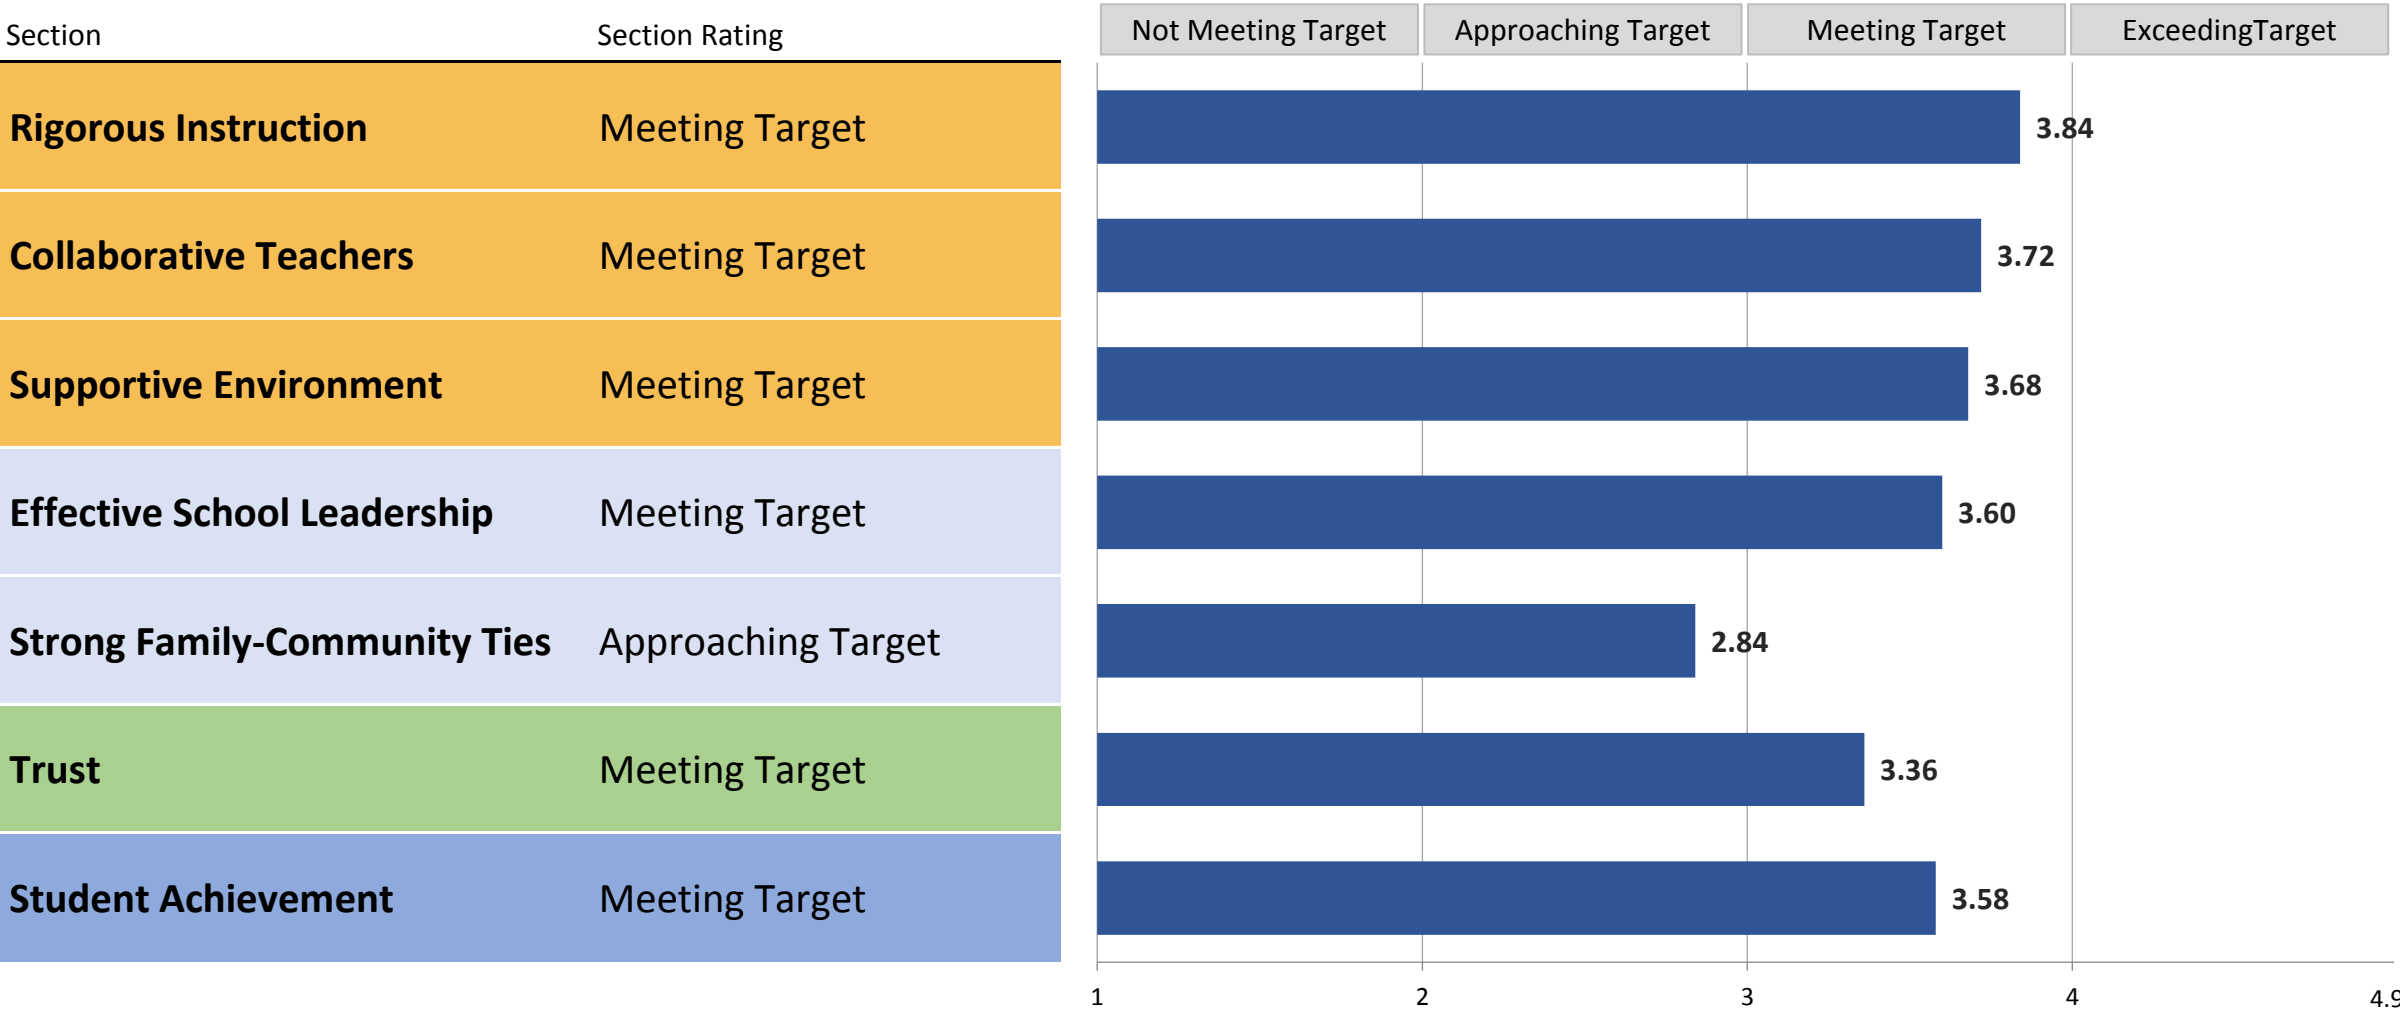 Section Section Rating Not Meeting Target Approaching Target Meeting Target ExceedingTarget
Rigorous Instruction Meeting Target 3.84
Collaborative Teachers Meeting Target 3.72
Supportive Environment Meeting Target 3.68
Effective School Leadership Meeting Target 3.60
Strong Family-Community Ties Approaching Target 2.84
Trust Meeting Target 3.36
Student Achievement Meeting Target 3.58
1 2 3 4 4.9